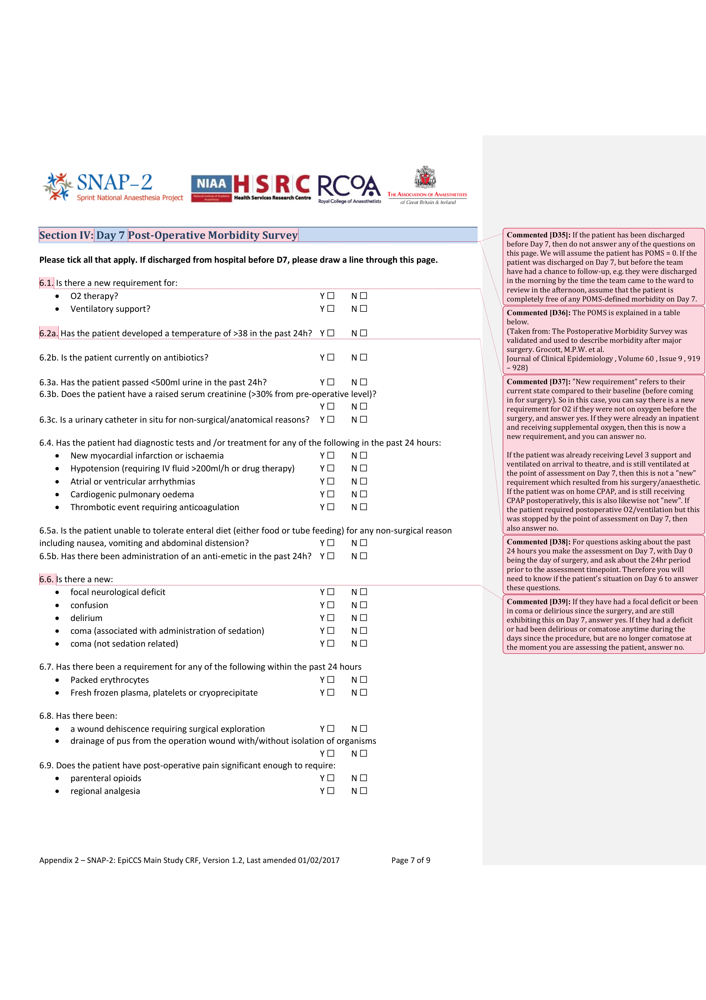 SNAP-2
Sprint National Anaesthesia Project
NIAA
National Institute of Academic
Anaesthesia
HSRC
Health Services Research Centre
RCOA
Royal College of Anaesthetists
THE ASSOCIATION OF ANAESTHETISTS
of Great Britain & Ireland
Section IV: Day 7 Post-Operative Morbidity Survey
Please tick all that apply. If discharged from hospital before D7, please draw a line through this page.
6.1. Is there a new requirement for:
• O2 therapy? Y ☐ N ☐
• Ventilatory support? Y ☐ N ☐
6.2a. Has the patient developed a temperature of >38 in the past 24h? Y ☐ N ☐
6.2b. Is the patient currently on antibiotics? Y ☐ N ☐
6.3a. Has the patient passed <500ml urine in the past 24h? Y ☐ N ☐
6.3b. Does the patient have a raised serum creatinine (>30% from pre-operative level)?
Y ☐ N ☐
6.3c. Is a urinary catheter in situ for non-surgical/anatomical reasons? Y ☐ N ☐
6.4. Has the patient had diagnostic tests and /or treatment for any of the following in the past 24 hours:
• New myocardial infarction or ischaemia Y ☐ N ☐
• Hypotension (requiring IV fluid >200ml/h or drug therapy) Y ☐ N ☐
• Atrial or ventricular arrhythmias Y ☐ N ☐
• Cardiogenic pulmonary oedema Y ☐ N ☐
• Thrombotic event requiring anticoagulation Y ☐ N ☐
6.5a. Is the patient unable to tolerate enteral diet (either food or tube feeding) for any non-surgical reason
including nausea, vomiting and abdominal distension? Y ☐ N ☐
6.5b. Has there been administration of an anti-emetic in the past 24h? Y ☐ N ☐
6.6. Is there a new:
• focal neurological deficit Y ☐ N ☐
• confusion Y ☐ N ☐
• delirium Y ☐ N ☐
• coma (associated with administration of sedation) Y ☐ N ☐
• coma (not sedation related) Y ☐ N ☐
6.7. Has there been a requirement for any of the following within the past 24 hours
• Packed erythrocytes Y ☐ N ☐
• Fresh frozen plasma, platelets or cryoprecipitate Y ☐ N ☐
6.8. Has there been:
• a wound dehiscence requiring surgical exploration Y ☐ N ☐
• drainage of pus from the operation wound with/without isolation of organisms
Y ☐ N ☐
6.9. Does the patient have post-operative pain significant enough to require:
• parenteral opioids Y ☐ N ☐
• regional analgesia Y ☐ N ☐
Appendix 2 – SNAP-2: EpiCCS Main Study CRF, Version 1.2, Last amended 01/02/2017 Page 7 of 9
Commented [D35]: If the patient has been discharged
before Day 7, then do not answer any of the questions on
this page. We will assume the patient has POMS = 0. If the
patient was discharged on Day 7, but before the team
have had a chance to follow-up, e.g. they were discharged
in the morning by the time the team came to the ward to
review in the afternoon, assume that the patient is
completely free of any POMS-defined morbidity on Day 7.
Commented [D36]: The POMS is explained in a table
below.
(Taken from: The Postoperative Morbidity Survey was
validated and used to describe morbidity after major
surgery. Grocott, M.P.W. et al.
Journal of Clinical Epidemiology , Volume 60 , Issue 9 , 919
– 928)
Commented [D37]: "New requirement" refers to their
current state compared to their baseline (before coming
in for surgery). So in this case, you can say there is a new
requirement for O2 if they were not on oxygen before the
surgery, and answer yes. If they were already an inpatient
and receiving supplemental oxygen, then this is now a
new requirement, and you can answer no.
If the patient was already receiving Level 3 support and
ventilated on arrival to theatre, and is still ventilated at
the point of assessment on Day 7, then this is not a "new"
requirement which resulted from his surgery/anaesthetic.
If the patient was on home CPAP, and is still receiving
CPAP postoperatively, this is also likewise not "new". If
the patient required postoperative O2/ventilation but this
was stopped by the point of assessment on Day 7, then
also answer no.
Commented [D38]: For questions asking about the past
24 hours you make the assessment on Day 7, with Day 0
being the day of surgery, and ask about the 24hr period
prior to the assessment timepoint. Therefore you will
need to know if the patient's situation on Day 6 to answer
these questions.
Commented [D39]: If they have had a focal deficit or been
in coma or delirious since the surgery, and are still
exhibiting this on Day 7, answer yes. If they had a deficit
or had been delirious or comatose anytime during the
days since the procedure, but are no longer comatose at
the moment you are assessing the patient, answer no.